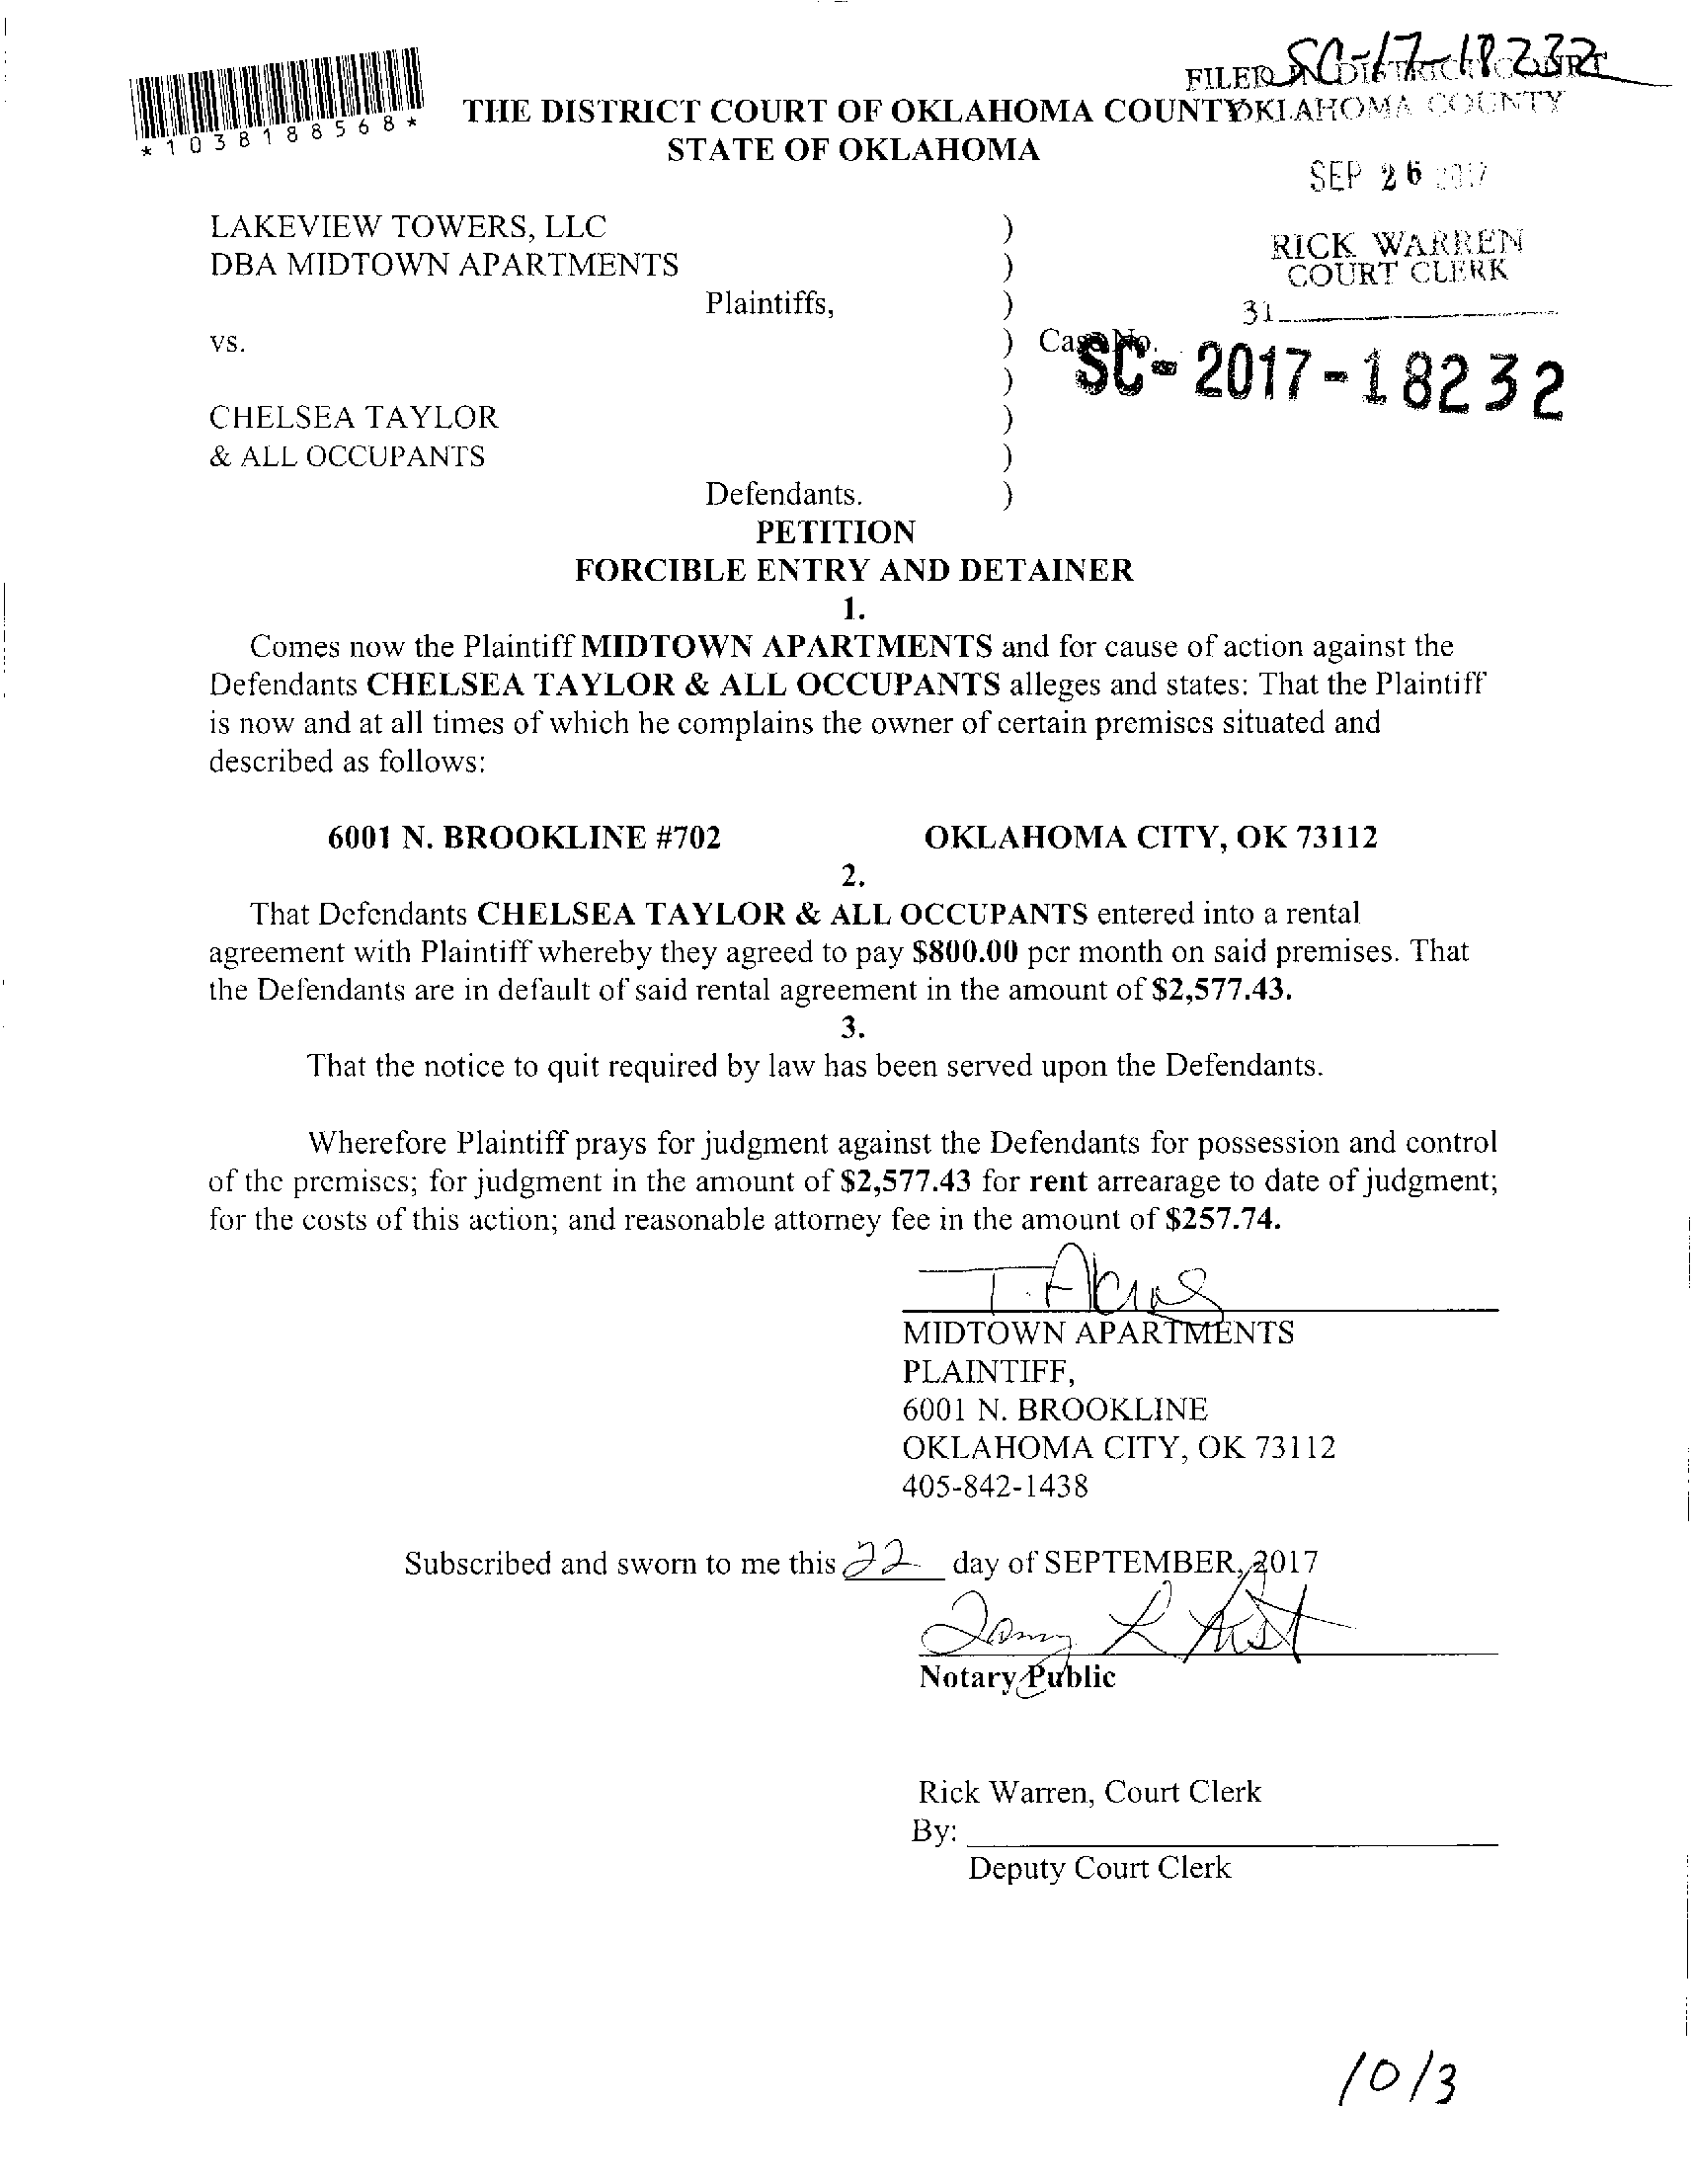 SC-17-18232
FILED IN DISTRICT COURT
*1038188568*
THE DISTRICT COURT OF OKLAHOMA COUNTY
OKLAHOMA COUNTY
STATE OF OKLAHOMA
SEP 26 2017
LAKEVIEW TOWERS, LLC )
RICK WARREN
DBA MIDTOWN APARTMENTS )
COURT CLERK
Plaintiffs, )
31
vs. ) Case No.
SC-2017-18232
)
CHELSEA TAYLOR )
& ALL OCCUPANTS )
Defendants. )
PETITION
FORCIBLE ENTRY AND DETAINER
1.
Comes now the Plaintiff MIDTOWN APARTMENTS and for cause of action against the
Defendants CHELSEA TAYLOR & ALL OCCUPANTS alleges and states: That the Plaintiff
is now and at all times of which he complains the owner of certain premises situated and
described as follows:
6001 N. BROOKLINE #702 OKLAHOMA CITY, OK 73112
2.
That Defendants CHELSEA TAYLOR & ALL OCCUPANTS entered into a rental
agreement with Plaintiff whereby they agreed to pay $800.00 per month on said premises. That
the Defendants are in default of said rental agreement in the amount of $2,577.43.
3.
That the notice to quit required by law has been served upon the Defendants.
Wherefore Plaintiff prays for judgment against the Defendants for possession and control
of the premises; for judgment in the amount of $2,577.43 for rent arrearage to date of judgment;
for the costs of this action; and reasonable attorney fee in the amount of $257.74.
MIDTOWN APARTMENTS
PLAINTIFF,
6001 N. BROOKLINE
OKLAHOMA CITY, OK 73112
405-842-1438
Subscribed and sworn to me this 22 day of SEPTEMBER, 2017
Notary Public
Rick Warren, Court Clerk
By:
Deputy Court Clerk
10/3